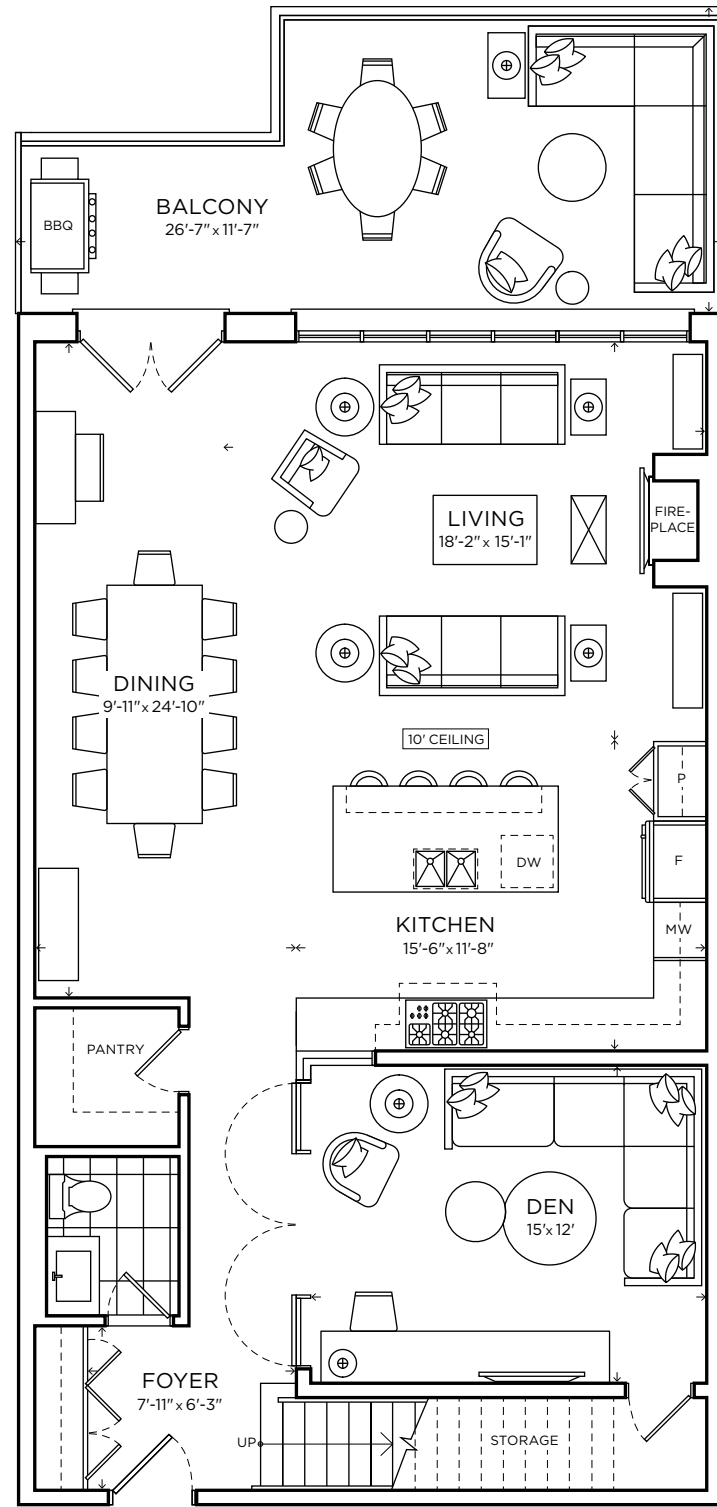 BALCONY
26'-7" x 11'-7"
BBQ
LIVING
18'-2" x 15'-1"
FIRE-
PLACE
DINING
9'-11" x 24'-10"
10' CEILING
P
F
DW
MW
KITCHEN
15'-6" x 11'-8"
PANTRY
DEN
15' x 12'
FOYER
7'-11" x 6'-3"
UP
STORAGE